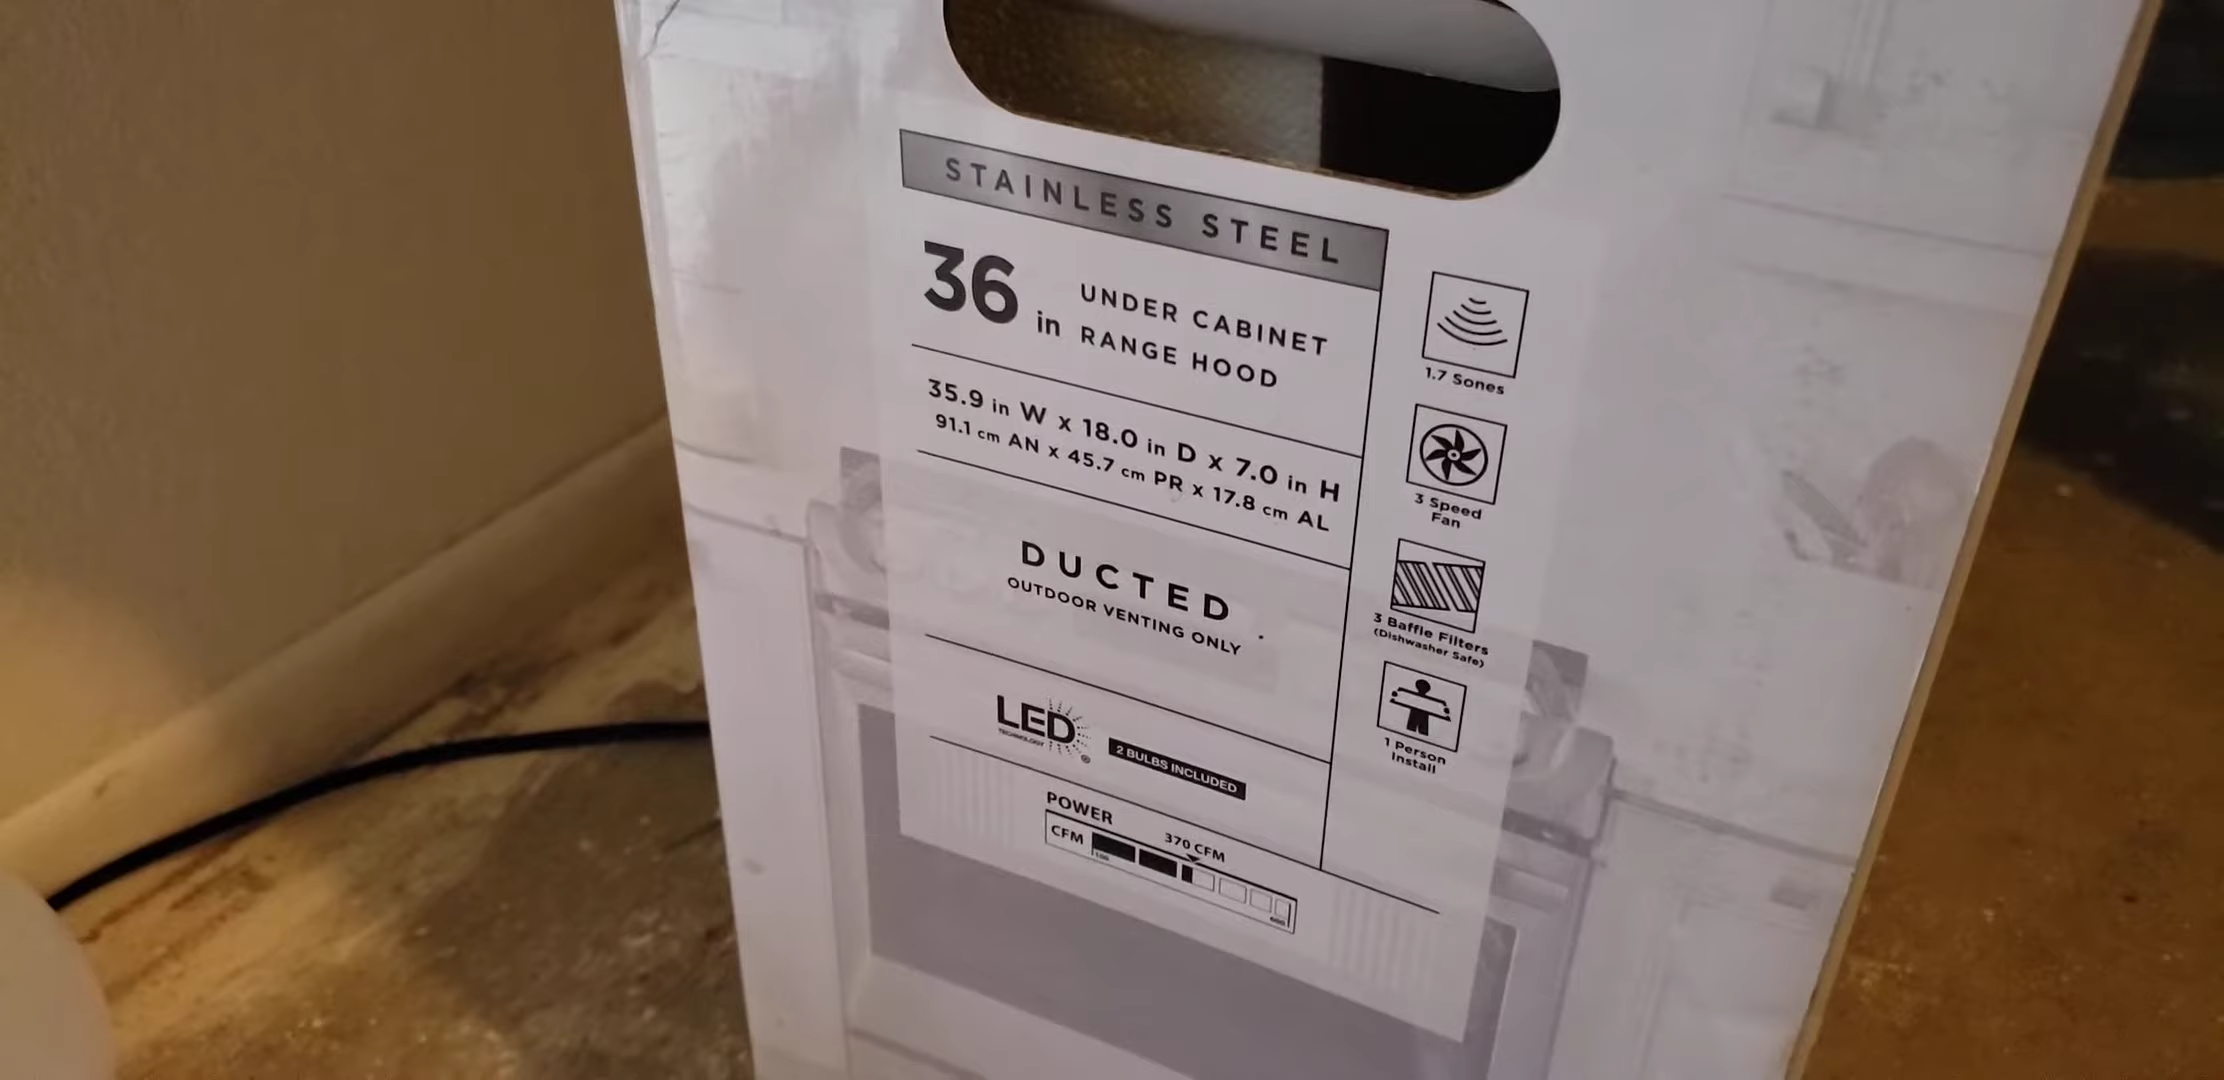 STAINLESS STEEL
36 in UNDER CABINET
RANGE HOOD
35.9 in W x 18.0 in D x 7.0 in H
91.1 cm AN x 45.7 cm PR x 17.8 cm AL
DUCTED
OUTDOOR VENTING ONLY
LED
TECHNOLOGY
®
2 BULBS INCLUDED
POWER
370 CFM
CFM
100
600
1.7 Sones
3 Speed
Fan
3 Baffle Filters
(Dishwasher Safe)
1 Person
Install